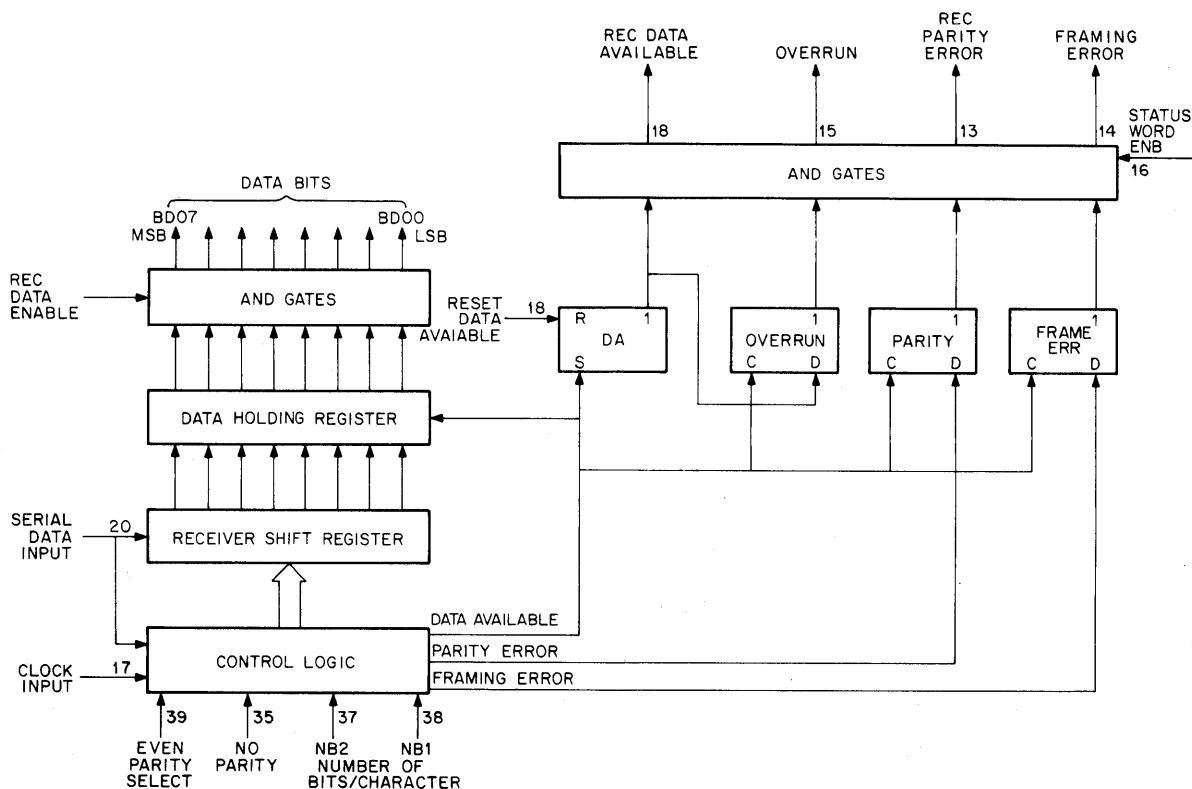 REC DATA
AVAILABLE
OVERRUN
REC
PARITY
ERROR
FRAMING
ERROR
18
15
13
14
STATUS
WORD
ENB
16
AND GATES
DATA BITS
BD07
MSB
BD00
LSB
REC
DATA
ENABLE
AND GATES
RESET
DATA
AVAIABLE
18
R 1
DA
S
1
OVERRUN
C D
1
PARITY
C D
1
FRAME
ERR
C D
DATA HOLDING REGISTER
SERIAL
DATA
INPUT
20
RECEIVER SHIFT REGISTER
DATA AVAILABLE
PARITY ERROR
FRAMING ERROR
CONTROL LOGIC
CLOCK
INPUT
17
39
35
37
38
EVEN
PARITY
SELECT
NO
PARITY
NB2 NB1
NUMBER OF
BITS/CHARACTER